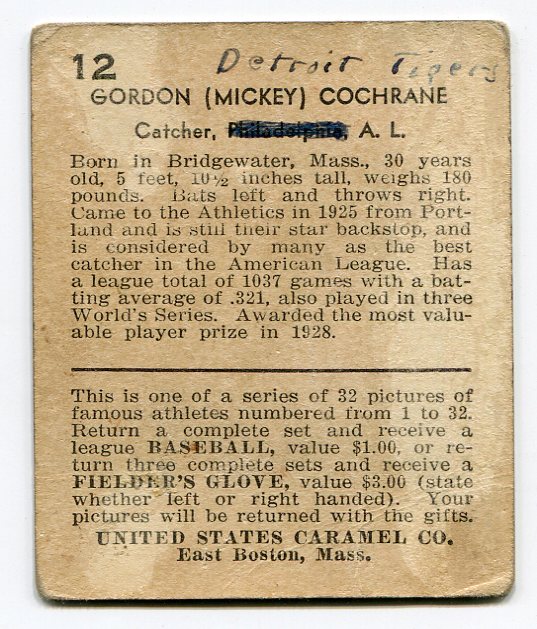 12 Detroit Tigers
GORDON (MICKEY) COCHRANE
Catcher, Philadelphia, A. L.
Born in Bridgewater, Mass., 30 years
old, 5 feet, 10½ inches tall, weighs 180
pounds. Bats left and throws right.
Came to the Athletics in 1925 from Port-
land and is still their star backstop, and
is considered by many as the best
catcher in the American League. Has
a league total of 1037 games with a bat-
ting average of .321, also played in three
World's Series. Awarded the most valu-
able player prize in 1928.
This is one of a series of 32 pictures of
famous athletes numbered from 1 to 32.
Return a complete set and receive a
league BASEBALL, value $1.00, or re-
turn three complete sets and receive a
FIELDER'S GLOVE, value $3.00 (state
whether left or right handed). Your
pictures will be returned with the gifts.
UNITED STATES CARAMEL CO.
East Boston, Mass.